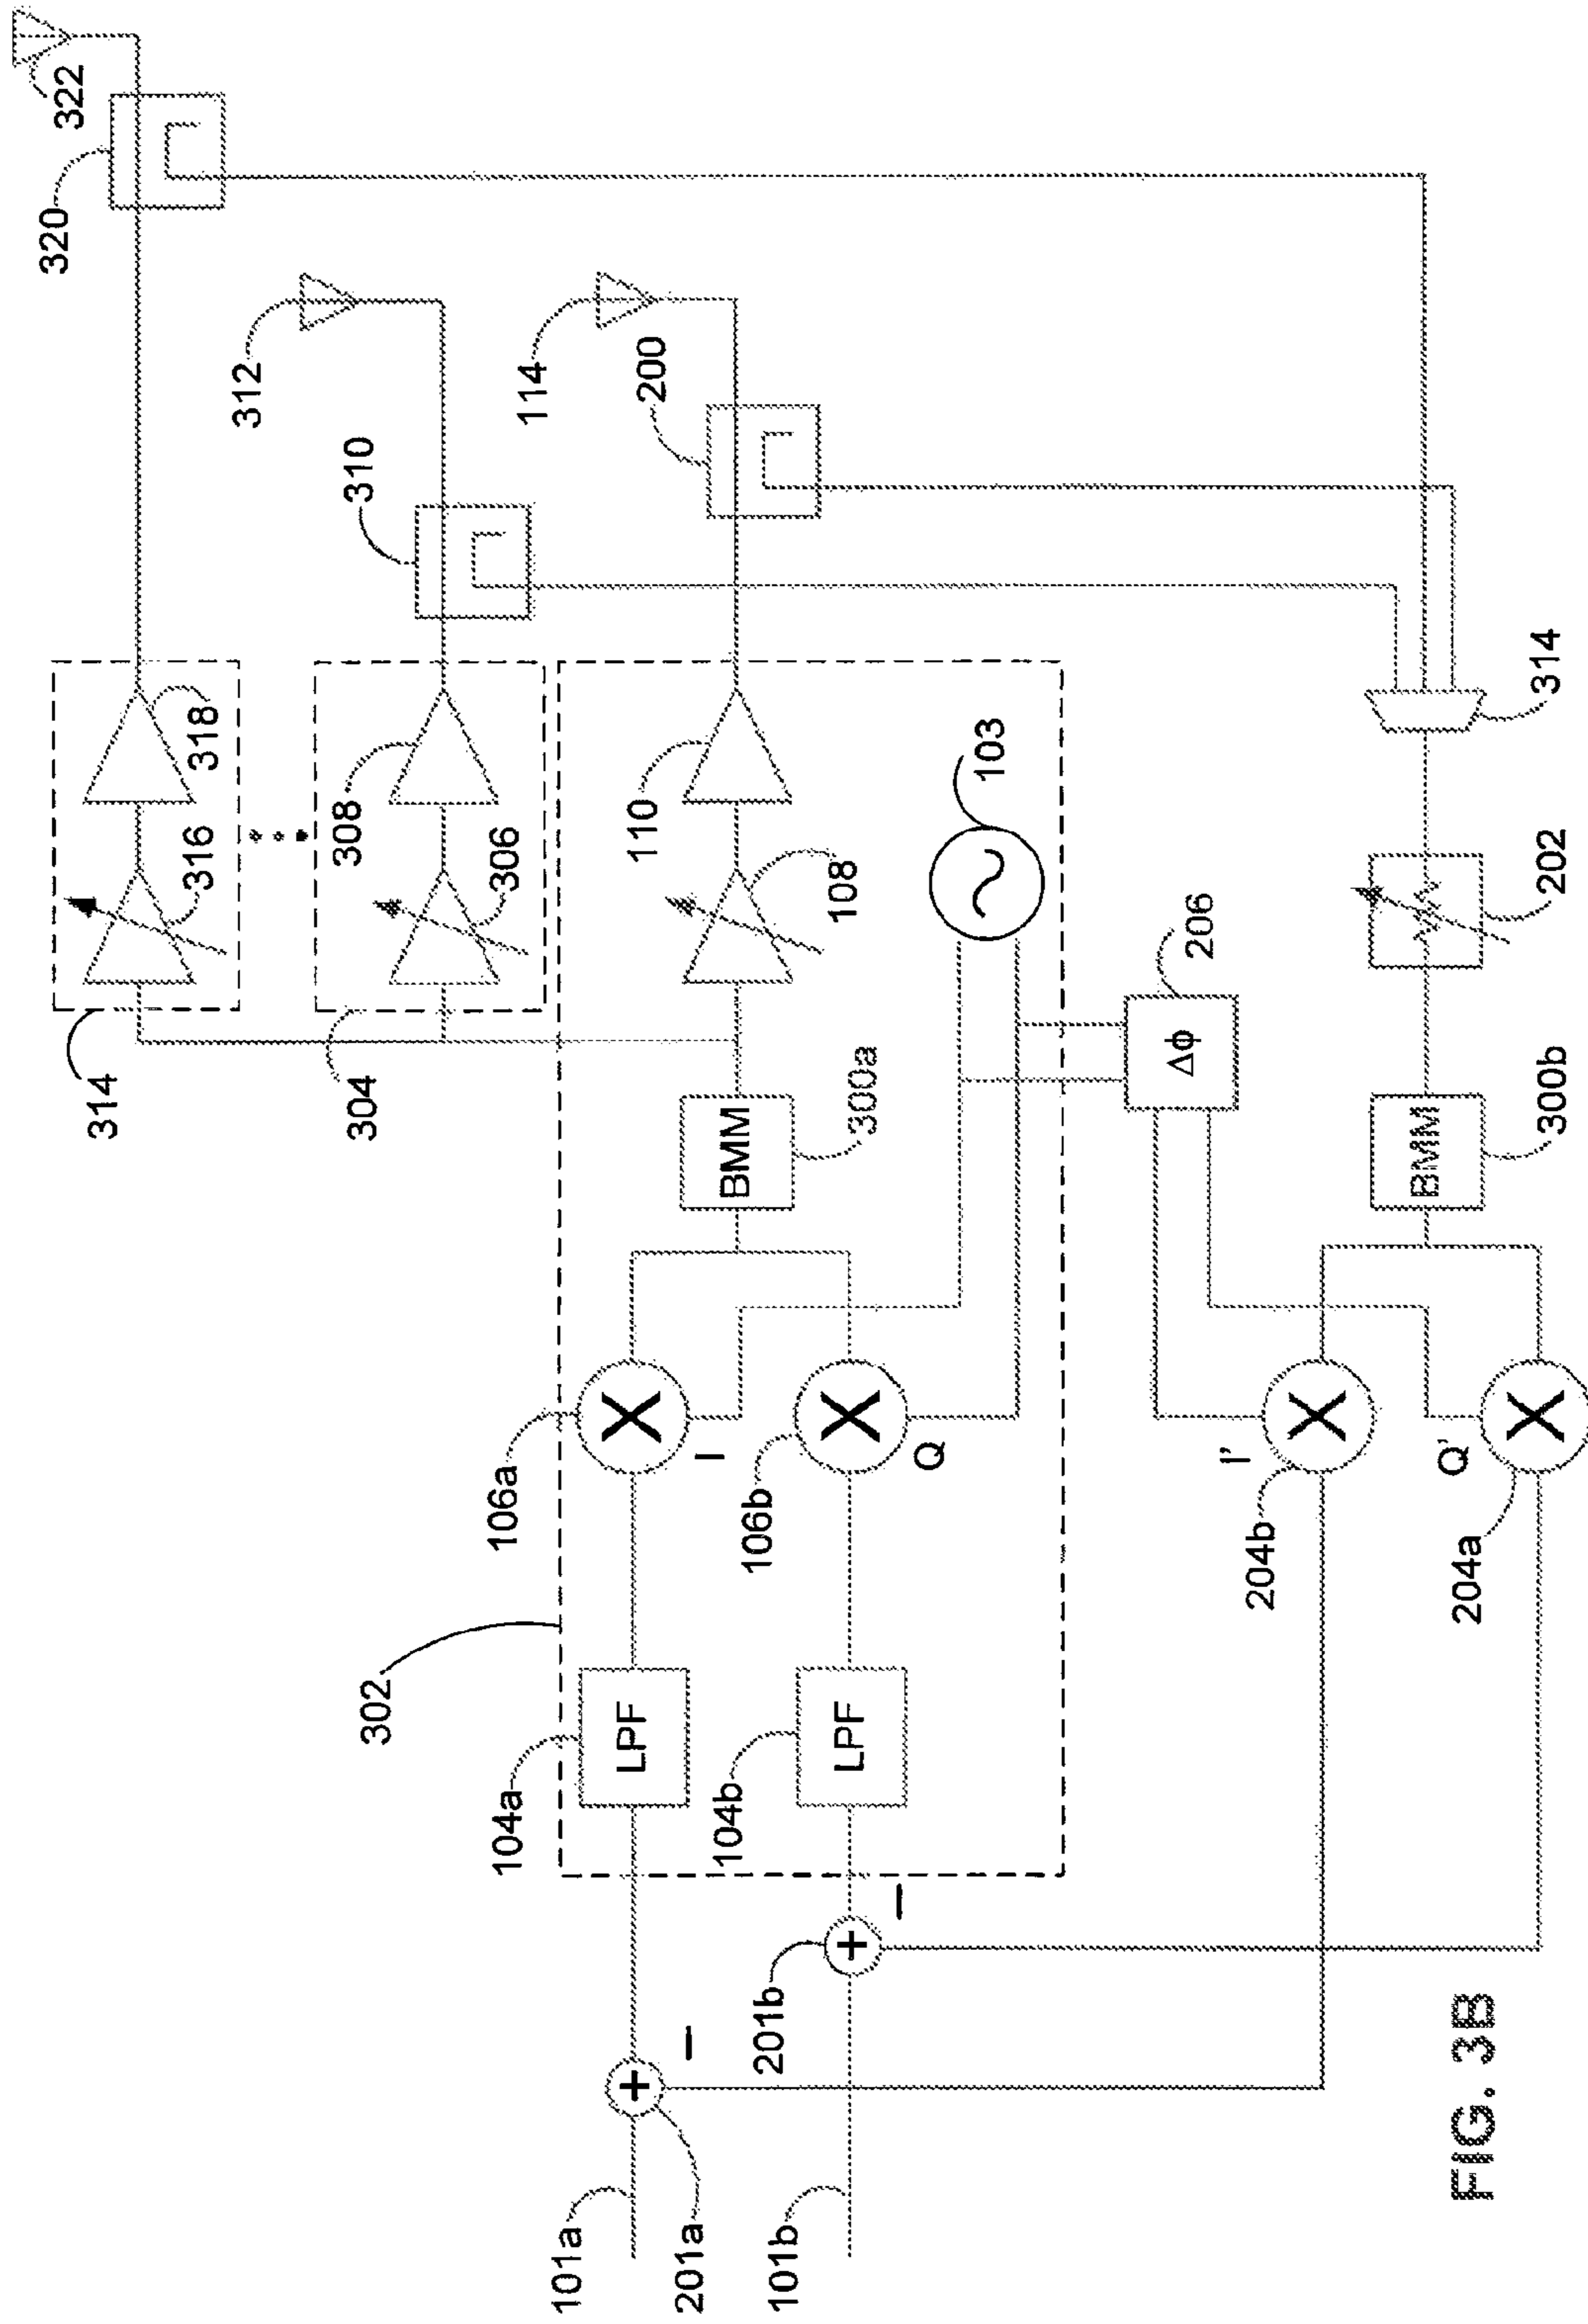 322
320
312
310
114
200
318
316
314
308
306
304
110
108
103
BMM
300a
206
Δϕ
314
202
BMM
300b
302
106a
X
I
106b
X
Q
104a
LPF
104b
LPF
I'
X
204b
Q'
X
204a
101a
+
−
201a
101b
201b
+
−
FIG. 3B